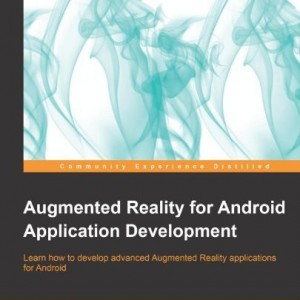 Community Experience Distilled
Augmented Reality for Android
Application Development
Learn how to develop advanced Augmented Reality applications
for Android